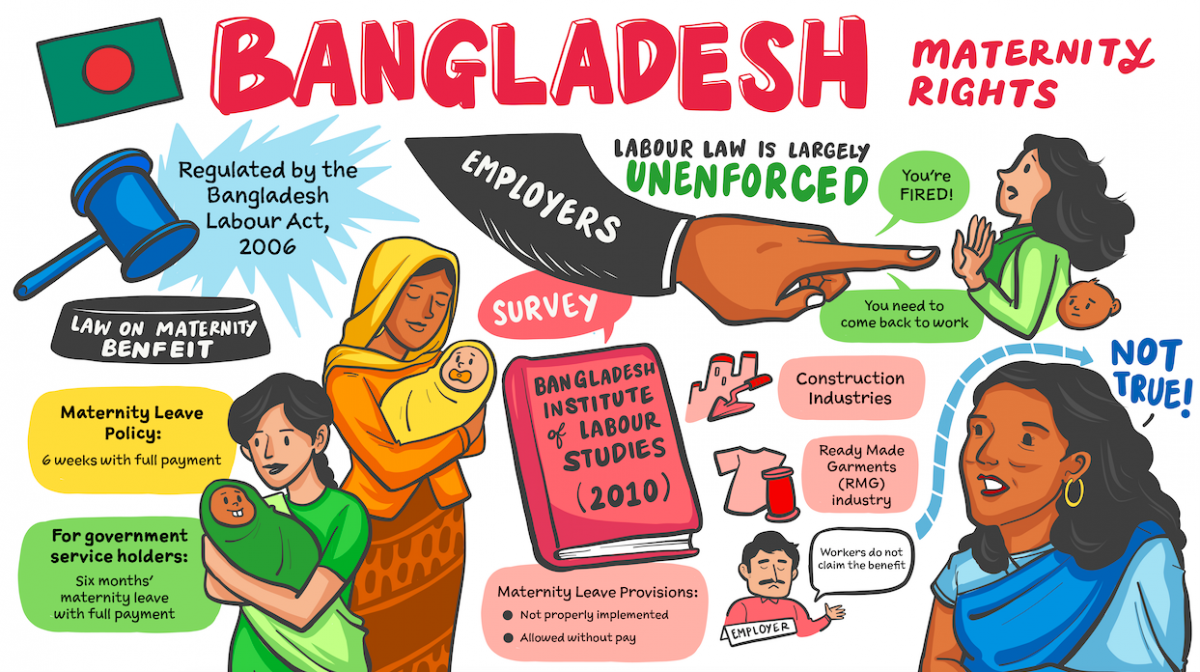 BANGLADESH
MATERNITY
RIGHTS
Regulated by the
Bangladesh
Labour Act,
2006
LAW ON MATERNITY
BENFEIT
Maternity Leave
Policy:
6 weeks with full payment
For government
service holders:
Six months'
maternity leave
with full payment
EMPLOYERS
LABOUR LAW IS LARGELY
UNENFORCED
You're
FIRED!
You need to
come back to work
SURVEY
BANGLADESH
INSTITUTE
of LABOUR
STUDIES
(2010)
Maternity Leave Provisions:
● Not properly implemented
● Allowed without pay
Construction
Industries
Ready Made
Garments
(RMG)
industry
Workers do not
claim the benefit
EMPLOYER
NOT
TRUE!